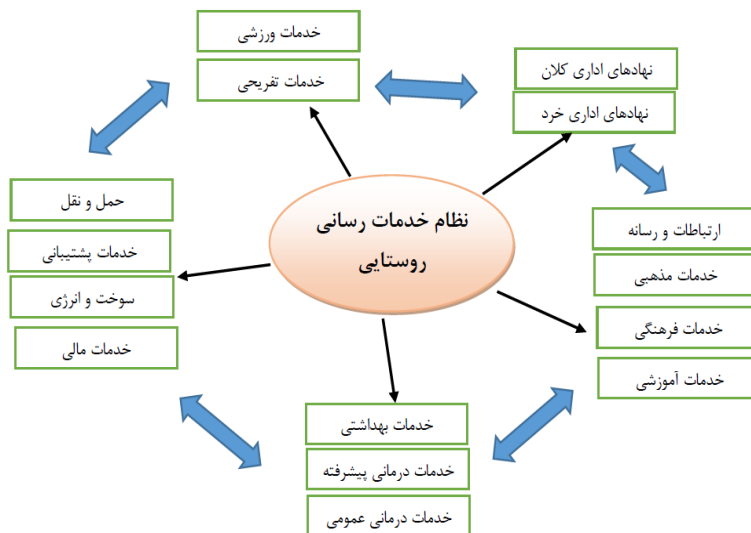 خدمات ورزشی
خدمات تفریحی
نهادهای اداری کلان
نهادهای اداری خرد
نظام خدمات رسانی
روستایی
حمل و نقل
خدمات پشتیبانی
سوخت و انرژی
خدمات مالی
ارتباطات و رسانه
خدمات مذهبی
خدمات فرهنگی
خدمات آموزشی
خدمات بهداشتی
خدمات درمانی پیشرفته
خدمات درمانی عمومی